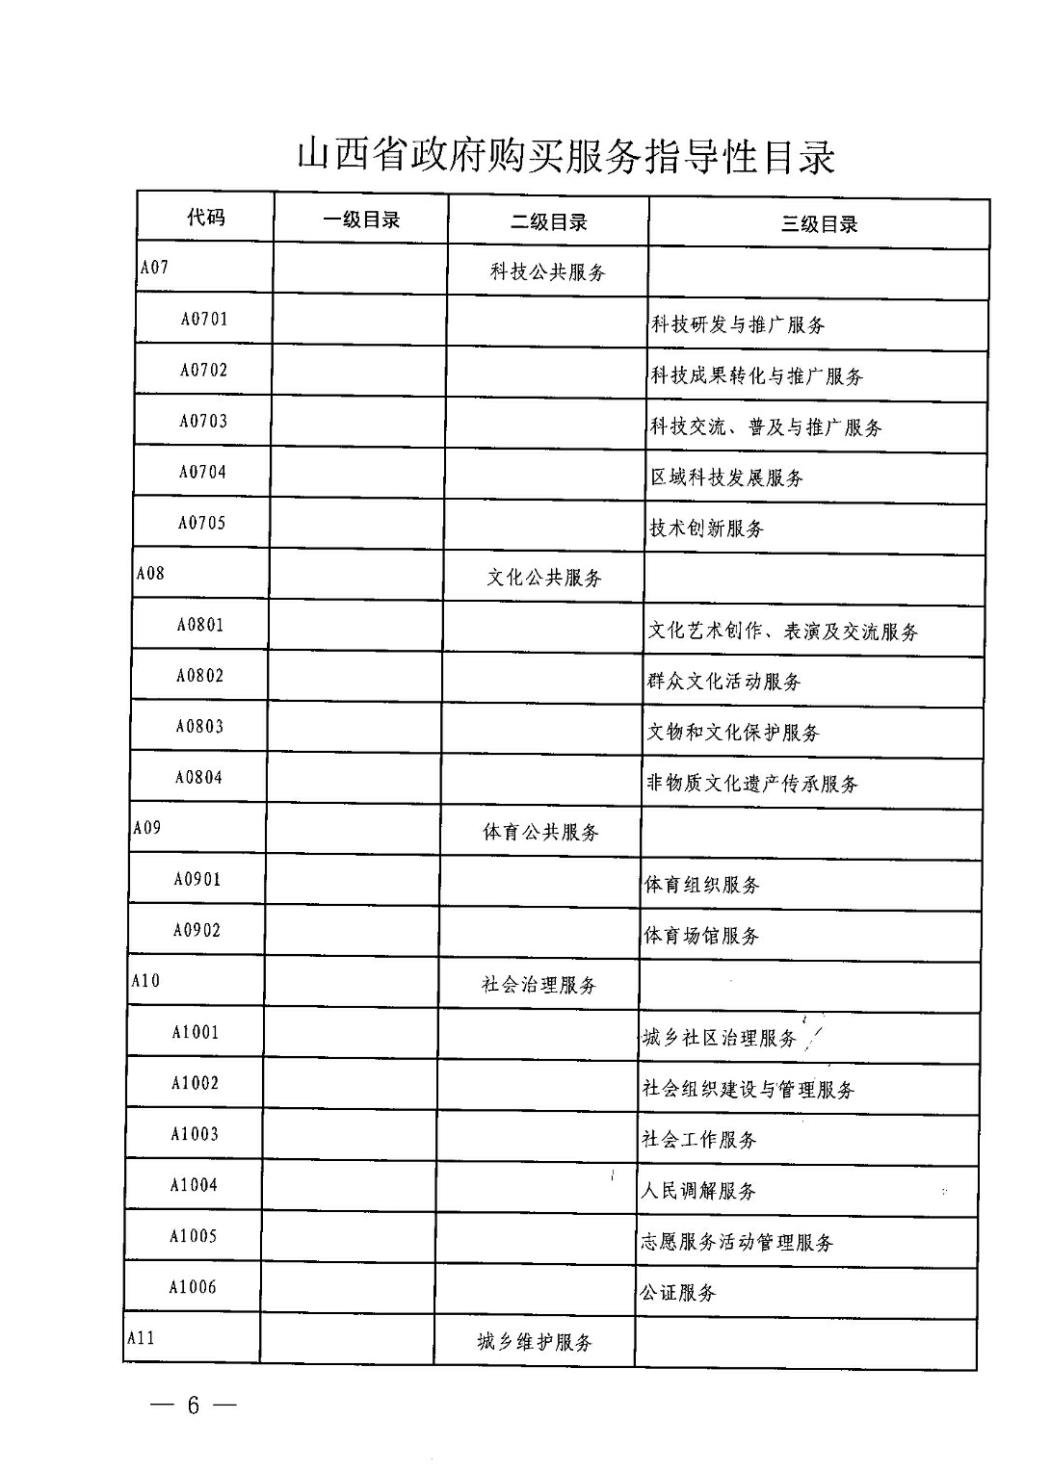 山西省政府购买服务指导性目录
代码 一级目录 二级目录 三级目录
A07 科技公共服务
A0701 科技研发与推广服务
A0702 科技成果转化与推广服务
A0703 科技交流、普及与推广服务
A0704 区域科技发展服务
A0705 技术创新服务
A08 文化公共服务
A0801 文化艺术创作、表演及交流服务
A0802 群众文化活动服务
A0803 文物和文化保护服务
A0804 非物质文化遗产传承服务
A09 体育公共服务
A0901 体育组织服务
A0902 体育场馆服务
A10 社会治理服务
A1001 城乡社区治理服务
A1002 社会组织建设与管理服务
A1003 社会工作服务
A1004 人民调解服务
A1005 志愿服务活动管理服务
A1006 公证服务
A11 城乡维护服务
— 6 —